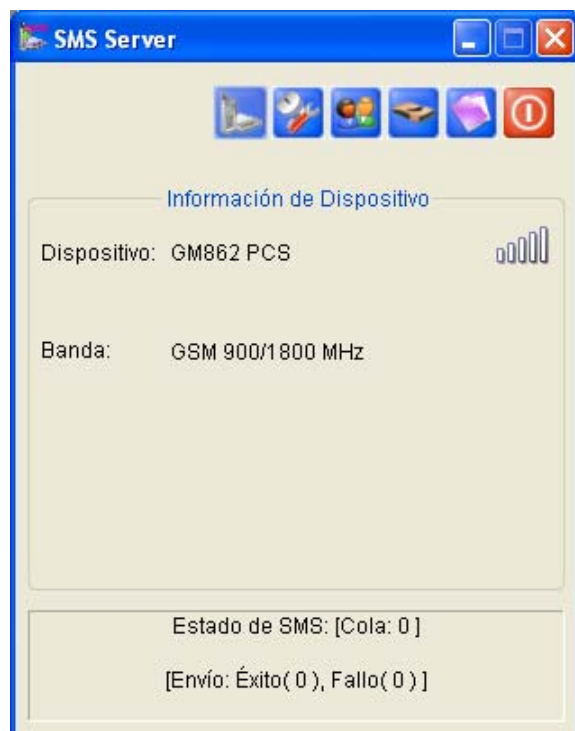 SMS Server
Información de Dispositivo
Dispositivo: GM862 PCS
Banda: GSM 900/1800 MHz
Estado de SMS: [Cola: 0 ]
[Envío: Éxito( 0 ), Fallo( 0 ) ]